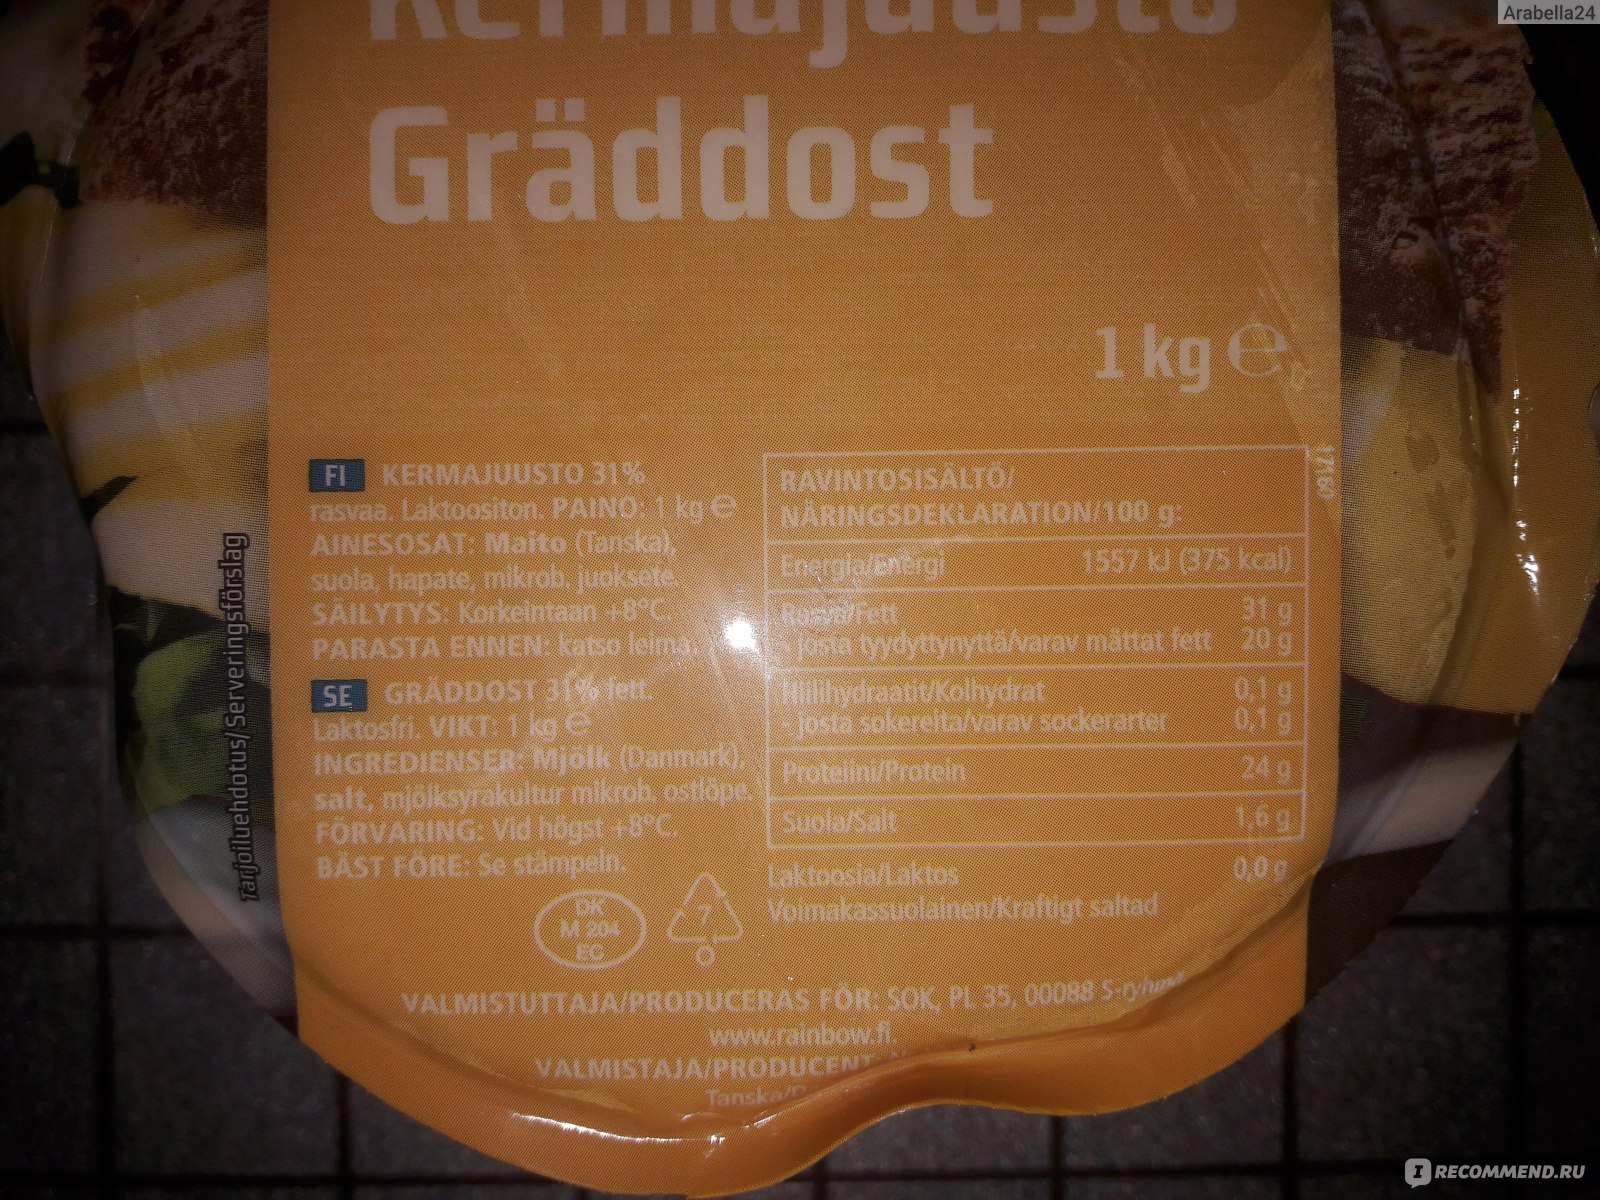 Arabella24
Kermajuusto
Gräddost
1 kg ℮
FI KERMAJUUSTO 31%
rasvaa. Laktoositon. PAINO: 1 kg ℮
AINESOSAT: Maito (Tanska),
suola, hapate, mikrob. juoksete.
SÄILYTYS: Korkeintaan +8°C.
PARASTA ENNEN: katso leima.
SE GRÄDDOST 31% fett.
Laktosfri. VIKT: 1 kg ℮
INGREDIENSER: Mjölk (Danmark),
salt, mjölksyrakultur mikrob. ostlöpe.
FÖRVARING: Vid högst +8°C.
BÄST FÖRE: Se stämpeln.
DK
M 204
EC
7
O
RAVINTOSISÄLTÖ/
NÄRINGSDEKLARATION/100 g:
Energia/Energi 1557 kJ (375 kcal)
Rasva/Fett 31 g
- josta tyydyttynyttä/varav mättat fett 20 g
Hiilihydraatit/Kolhydrat 0,1 g
- josta sokereita/varav sockerarter 0,1 g
Proteiini/Protein 24 g
Suola/Salt 1,6 g
Laktoosia/Laktos 0,0 g
Voimakassuolainen/Kraftigt saltad
Tarjoiluehdotus/Serveringsförslag
VALMISTUTTAJA/PRODUCERAS FÖR: SOK, PL 35, 00088 S-ryhmä
www.rainbow.fi.
VALMISTAJA/PRODUCENT:
Tanska/
IRECOMMEND.RU